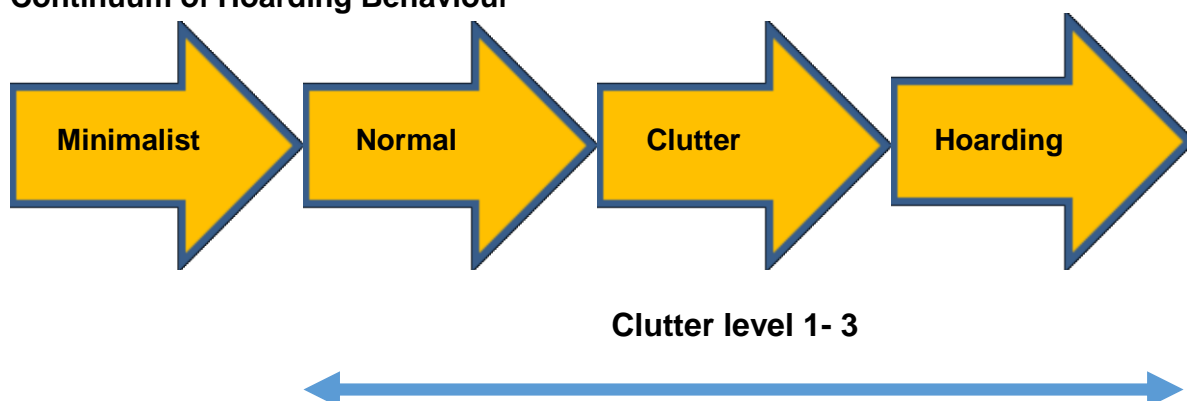 Continuum of Hoarding Behaviour
Minimalist Normal Clutter Hoarding
Clutter level 1- 3